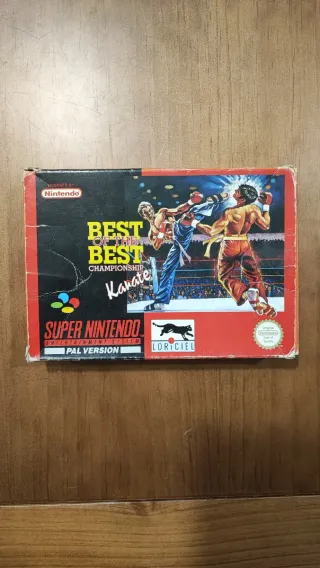 Nintendo
BEST
OF THE
BEST
CHAMPIONSHIP
Karate
SUPER NINTENDO
ENTERTAINMENT SYSTEM
PAL VERSION
LORICIEL